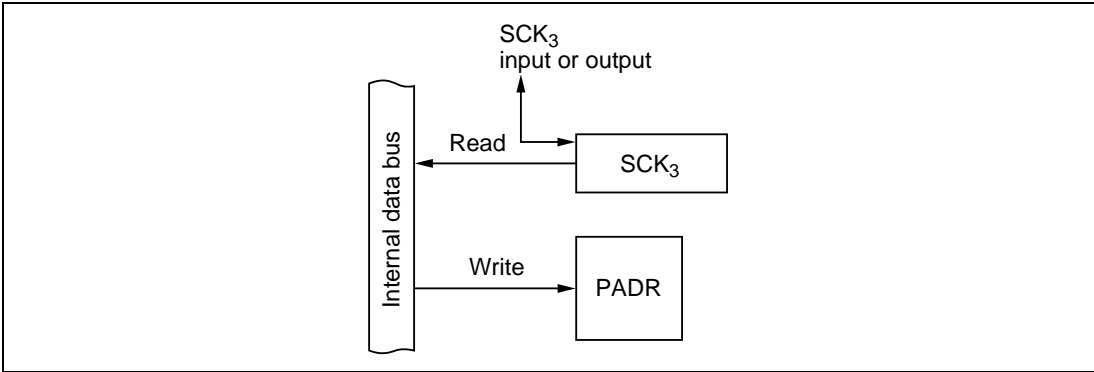 SCK₃
input or output
Read
SCK₃
Internal data bus
Write
PADR